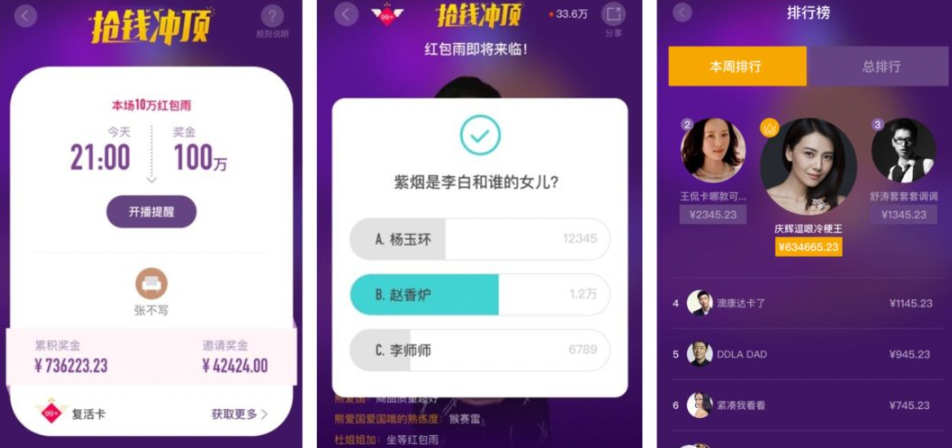 抢钱冲顶
规则说明
本场10万红包雨
今天
奖金
21:00
100万
开播提醒
张不写
累积奖金
邀请奖金
¥736223.23
¥42424.00
99+
复活卡
获取更多
99+
抢钱冲顶
33.6万
分享
红包雨即将来临!
紫烟是李白和谁的女儿?
A. 杨玉环
12345
B. 赵香炉
1.2万
C. 李师师
6789
熊爱国: 商品质量超好
熊爱国爱国哦的熟练度: 猴赛雷
杜姐姐加: 坐等红包雨
排行榜
本周排行
总排行
2
3
王侃卡哪款可...
舒涛套套套调调
¥2345.23
¥1345.23
庆辉逗哏冷梗王
¥634665.23
4 澳康达卡了 ¥1145.23
5 DDLA DAD ¥945.23
6 紧凑我看看 ¥745.23